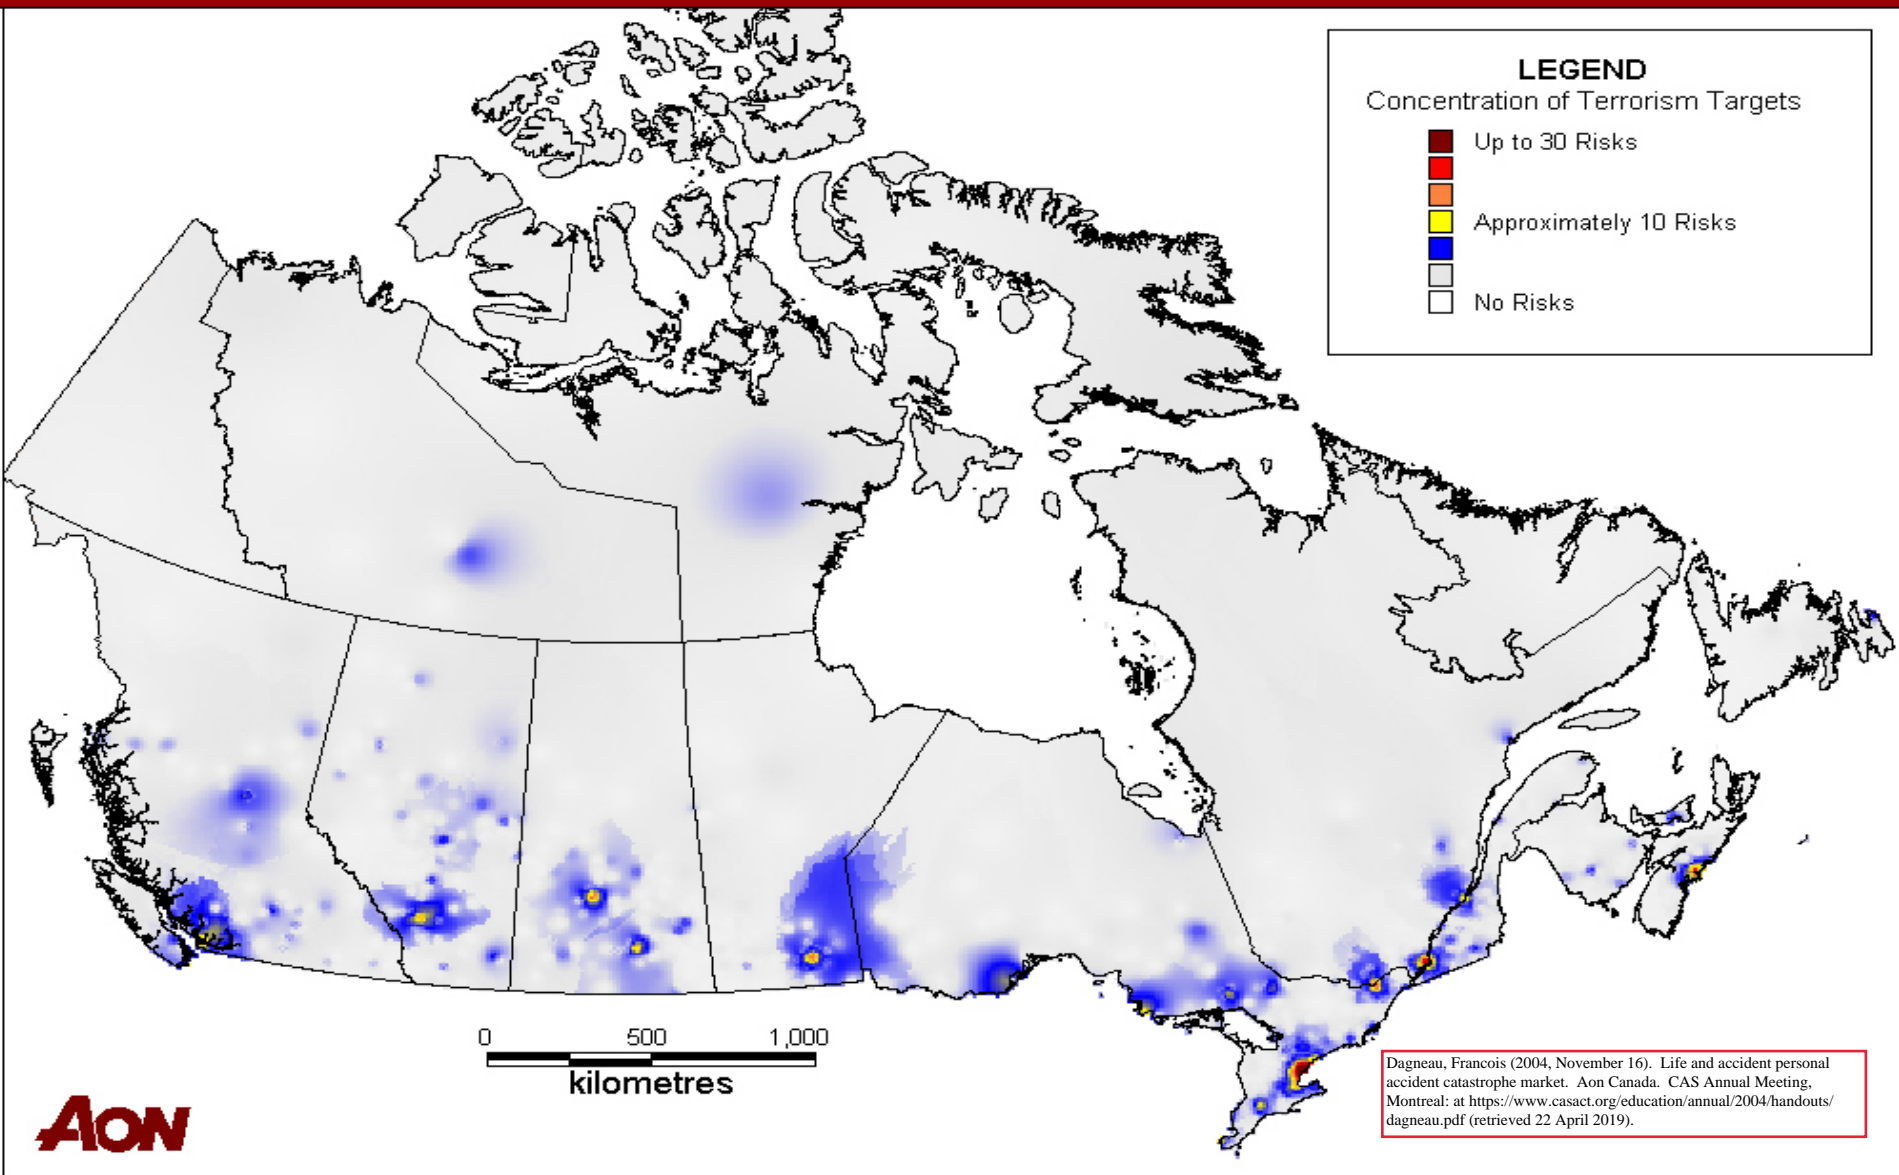 LEGEND
Concentration of Terrorism Targets
Up to 30 Risks
Approximately 10 Risks
No Risks
0 500 1,000
kilometres
AON
Dagneau, Francois (2004, November 16). Life and accident personal
accident catastrophe market. Aon Canada. CAS Annual Meeting,
Montreal: at https://www.casact.org/education/annual/2004/handouts/
dagneau.pdf (retrieved 22 April 2019).